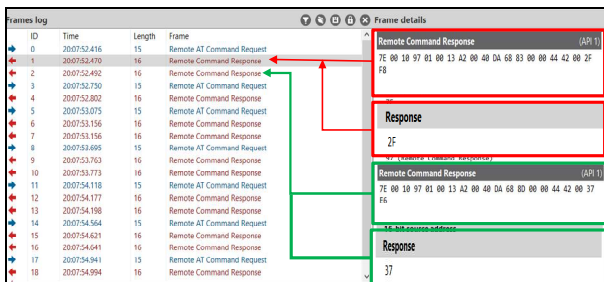 Frames log
Frame details
ID Time Length Frame
0 20:07:52.416 15 Remote AT Command Request
1 20:07:52.470 16 Remote Command Response
2 20:07:52.492 16 Remote Command Response
3 20:07:52.750 15 Remote AT Command Request
4 20:07:52.802 16 Remote Command Response
5 20:07:53.075 15 Remote AT Command Request
6 20:07:53.156 16 Remote Command Response
7 20:07:53.156 16 Remote Command Response
8 20:07:53.695 15 Remote AT Command Request
9 20:07:53.763 16 Remote Command Response
10 20:07:53.773 16 Remote Command Response
11 20:07:54.118 15 Remote AT Command Request
12 20:07:54.177 16 Remote Command Response
13 20:07:54.198 16 Remote Command Response
14 20:07:54.564 15 Remote AT Command Request
15 20:07:54.621 16 Remote Command Response
16 20:07:54.641 16 Remote Command Response
17 20:07:54.941 15 Remote AT Command Request
18 20:07:54.994 16 Remote Command Response
Remote Command Response (API 1)
7E 00 10 97 01 00 13 A2 00 40 DA 68 83 00 00 44 42 00 2F
F8
Response
2F
97 (Remote Command Response)
Remote Command Response (API 1)
7E 00 10 97 01 00 13 A2 00 40 DA 68 8D 00 00 44 42 00 37
E6
16-bit source address
Response
37